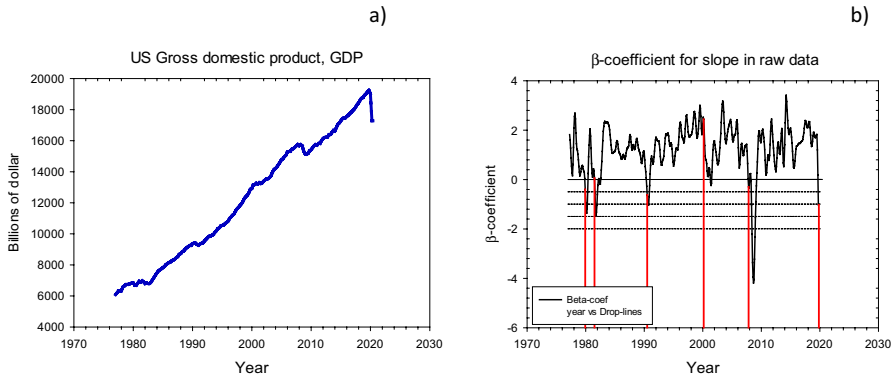 a)
US Gross domestic product, GDP
20000
18000
16000
14000
12000
10000
8000
6000
4000
Billions of dollar
1970 1980 1990 2000 2010 2020 2030
Year
b)
β-coefficient for slope in raw data
4
2
0
-2
-4
-6
β-coefficient
Beta-coef
year vs Drop-lines
1970 1980 1990 2000 2010 2020 2030
Year